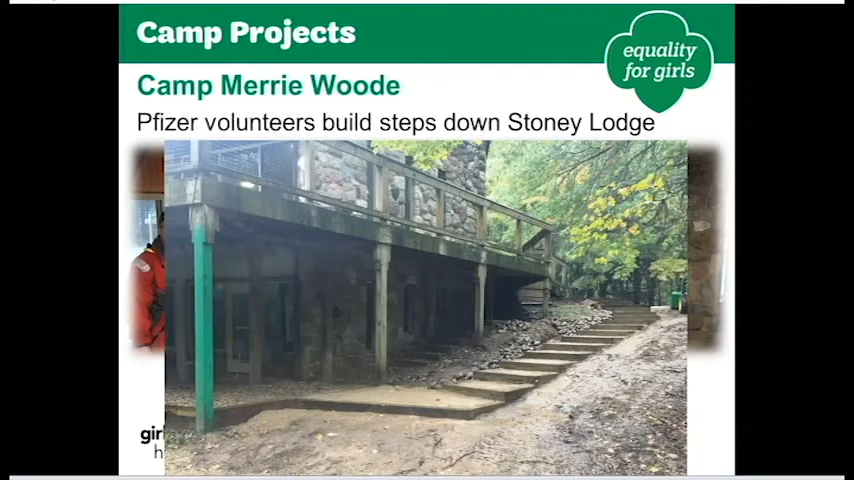 Camp Projects
equality
for girls
Camp Merrie Woode
Pfizer volunteers build steps down Stoney Lodge